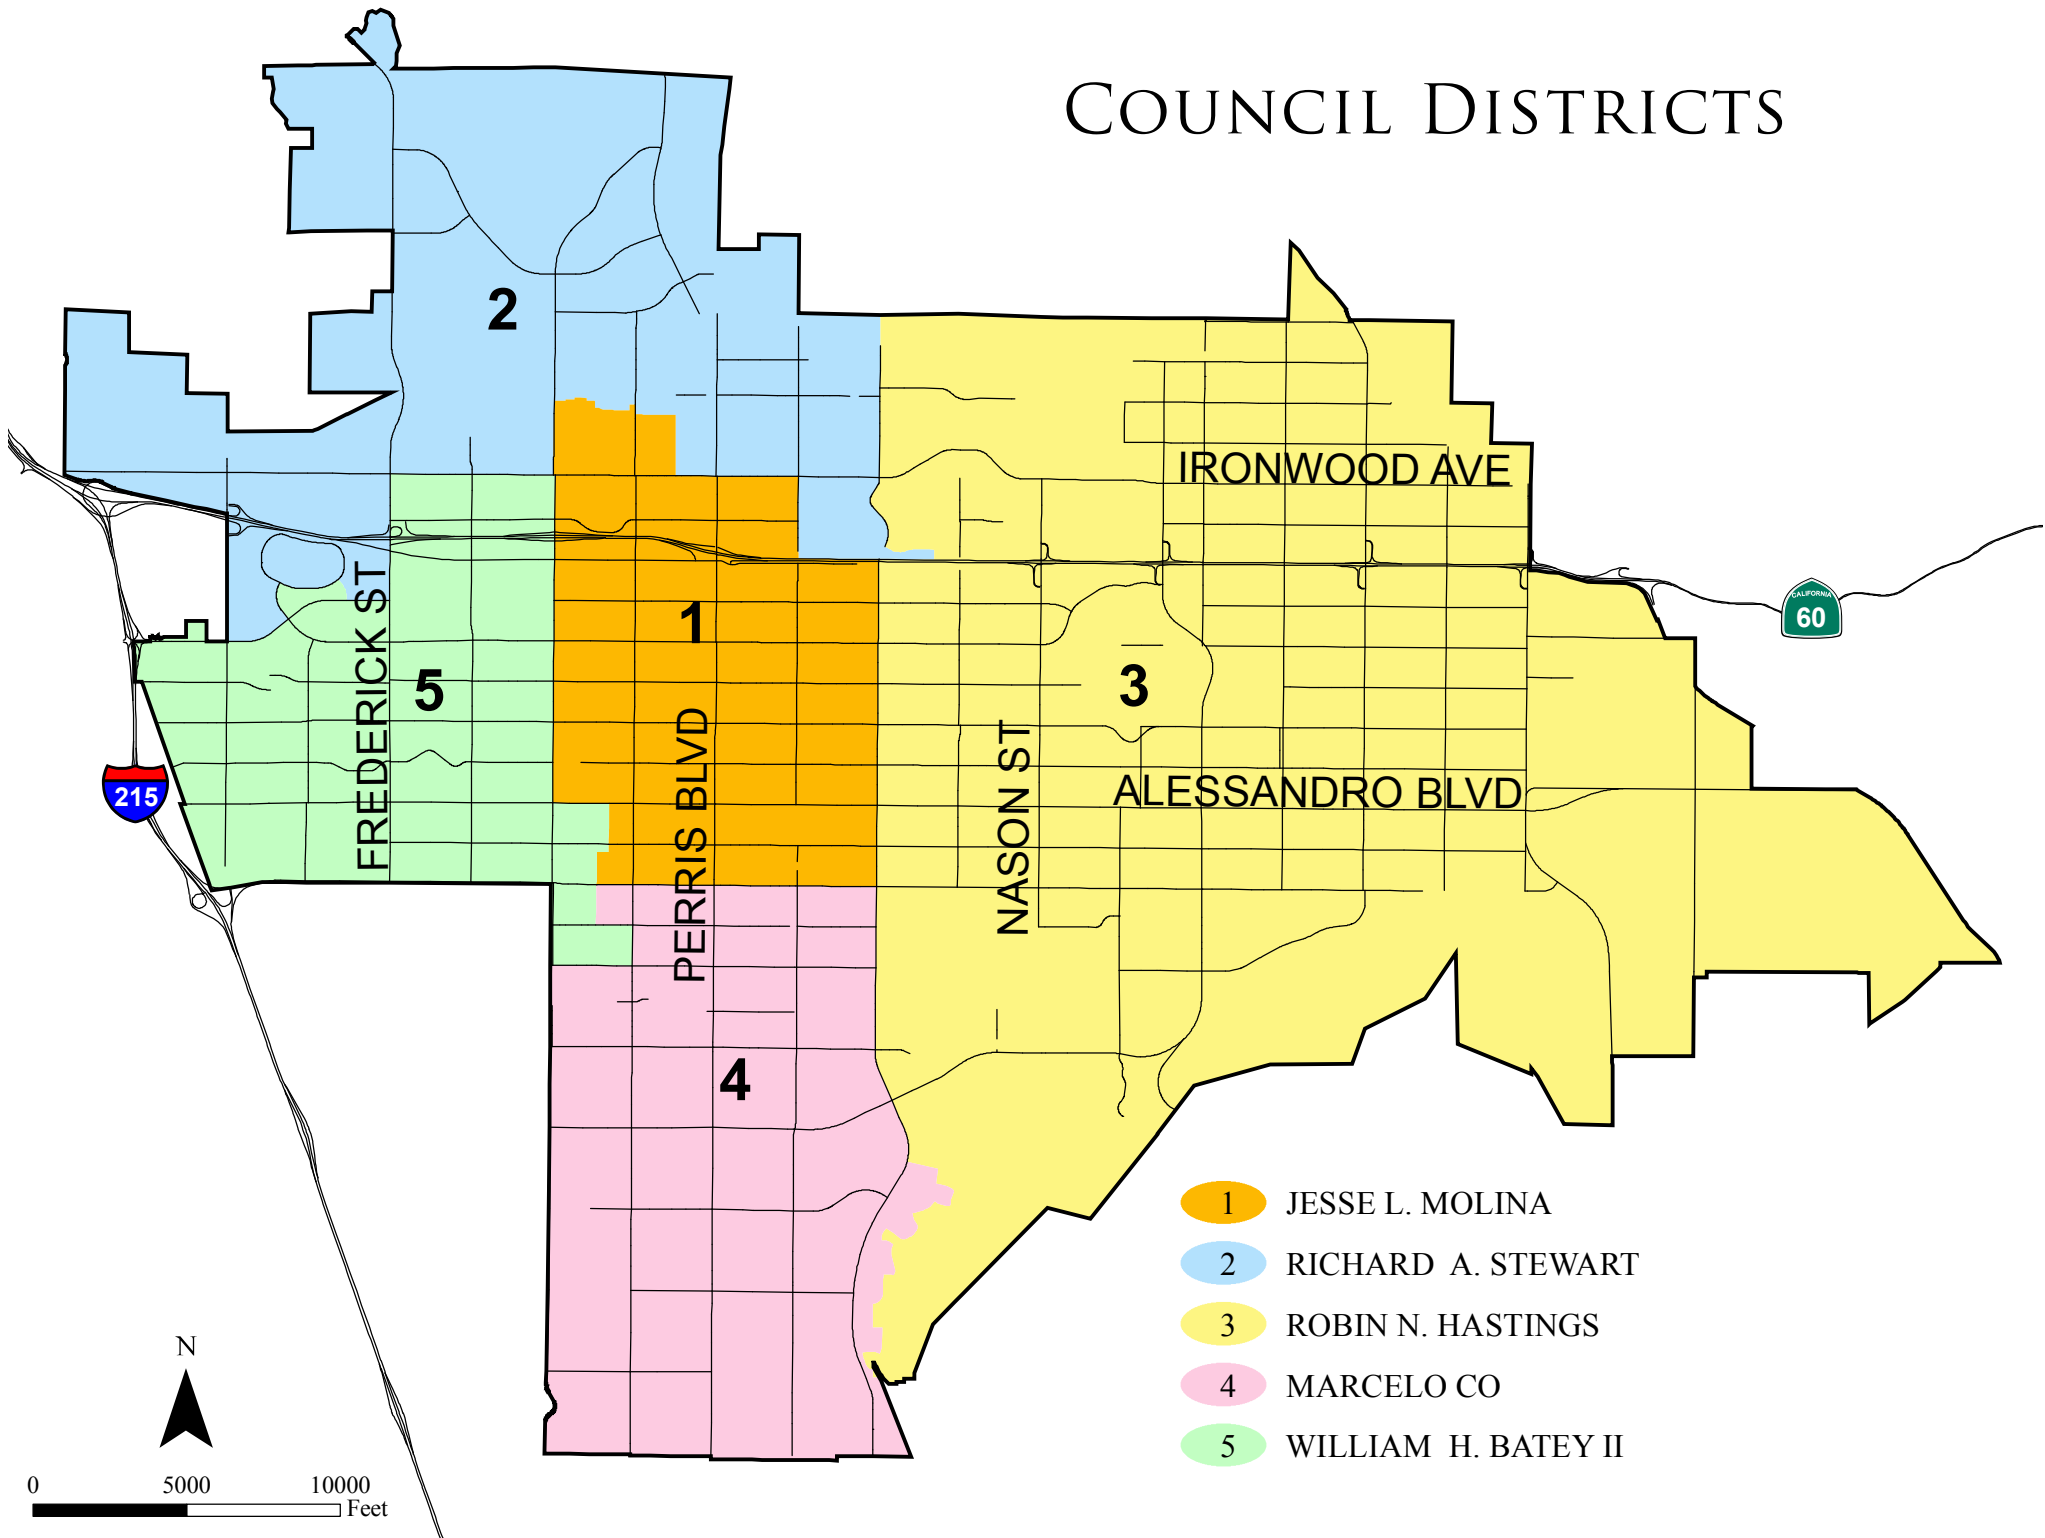 COUNCIL DISTRICTS
2
IRONWOOD AVE
CALIFORNIA
60
1
3
5
FREDERICK ST
PERRIS BLVD
NASON ST
ALESSANDRO BLVD
215
4
1 JESSE L. MOLINA
2 RICHARD A. STEWART
3 ROBIN N. HASTINGS
4 MARCELO CO
5 WILLIAM H. BATEY II
N
0 5000 10000
Feet